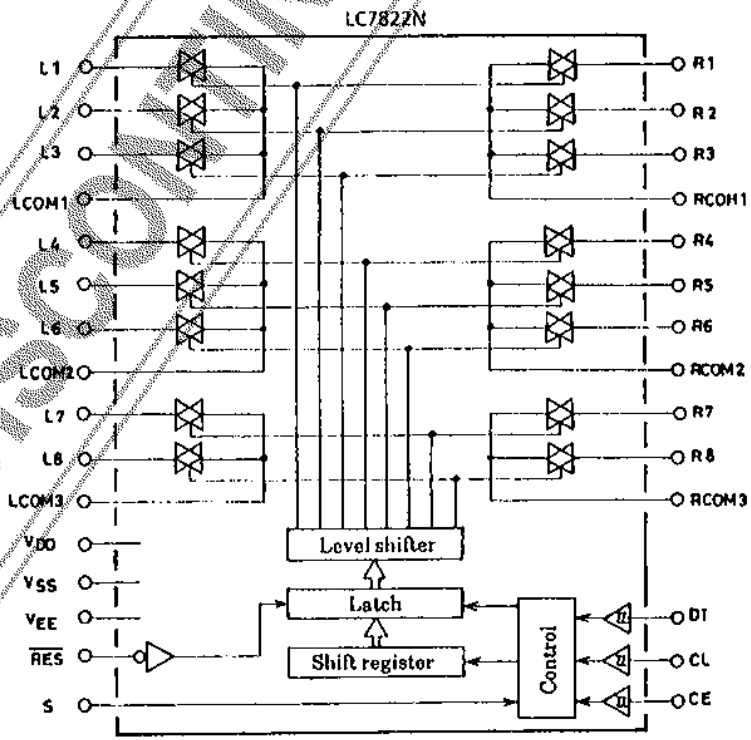 LC7822N
L1 R1
L2 R2
L3 R3
LCOM1 RCOM1
L4 R4
L5 R5
L6 R6
LCOM2 RCOM2
L7 R7
L8 R8
LCOM3 RCOM3
VDD
Level shifter
VSS
VEE
Latch
DI
RES
Shift register
Control
CL
S
CE
ISCONTIN